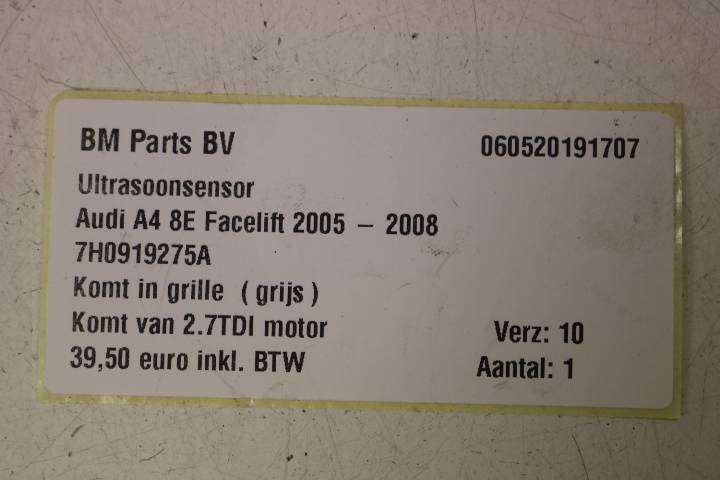 BM Parts BV 060520191707
Ultrasoonsensor
Audi A4 8E Facelift 2005 – 2008
7H0919275A
Komt in grille ( grijs )
Komt van 2.7TDI motor Verz: 10
39,50 euro inkl. BTW Aantal: 1